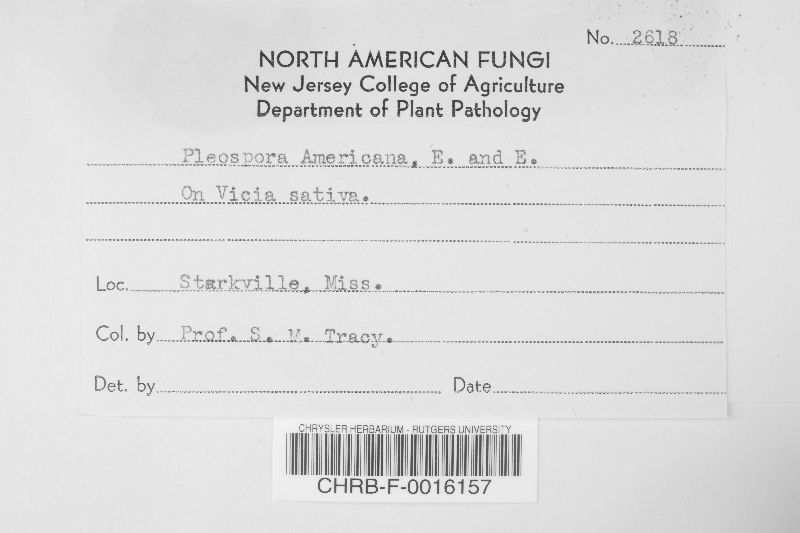 No. 2618
NORTH AMERICAN FUNGI
New Jersey College of Agriculture
Department of Plant Pathology
Pleospora Americana, E. and E.
On Vicia sativa.
Loc. Starkville, Miss.
Col. by Prof. S. M. Tracy.
Det. by Date
CHRYSLER HERBARIUM - RUTGERS UNIVERSITY
CHRB-F-0016157